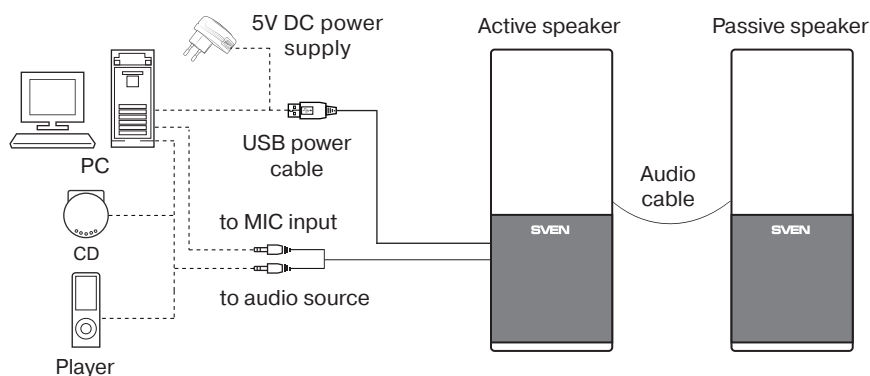 5V DC power
supply
Active speaker
Passive speaker
USB power
cable
PC
Audio
cable
to MIC input
SVEN
SVEN
CD
to audio source
Player